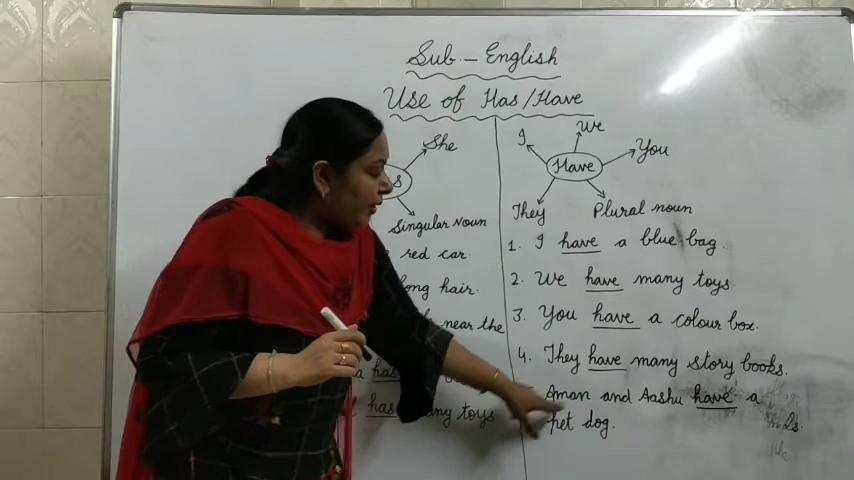 Sub - English
Use of Has/Have
She
Singular Noun
red car.
long hair.
near the
a has
has many toys
I
We
You
Have
They
Plural noun
1. I have a blue bag.
2. We have many toys.
3. You have a colour box.
4. They have many story books.
Aman and Aashu have a
pet dog.